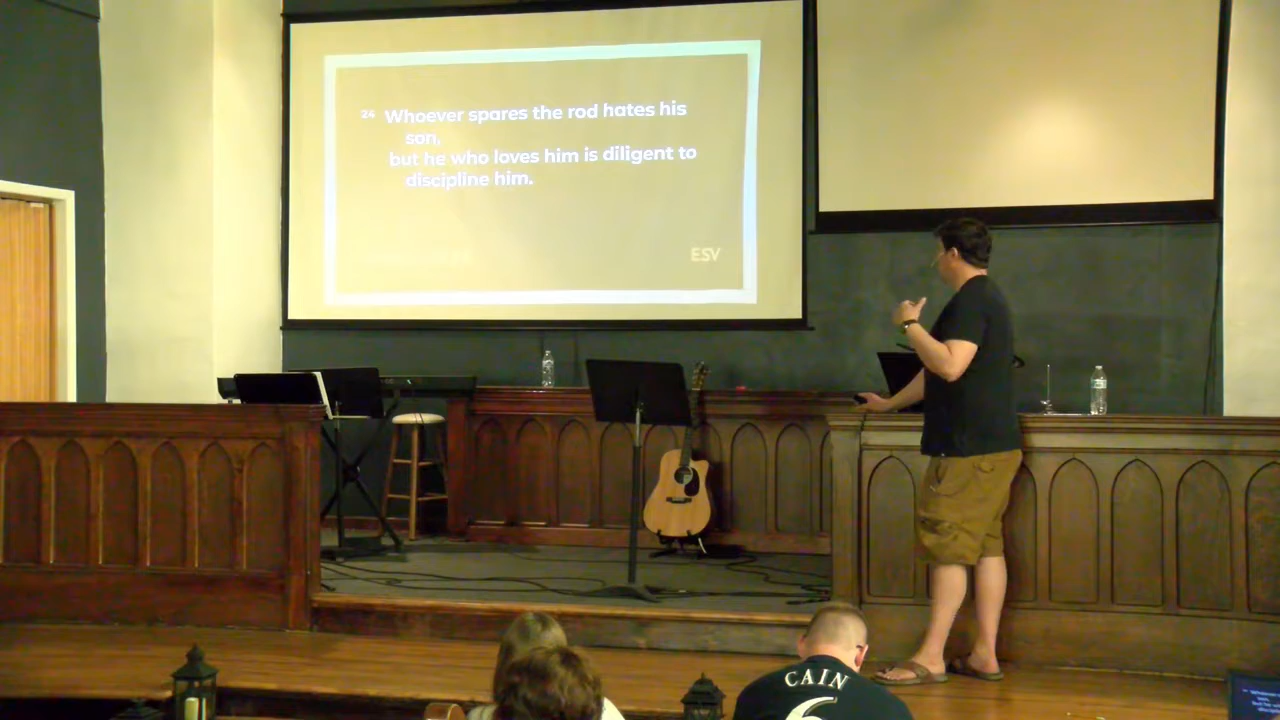 24 Whoever spares the rod hates his
son,
but he who loves him is diligent to
discipline him.
ESV
CAIN
6